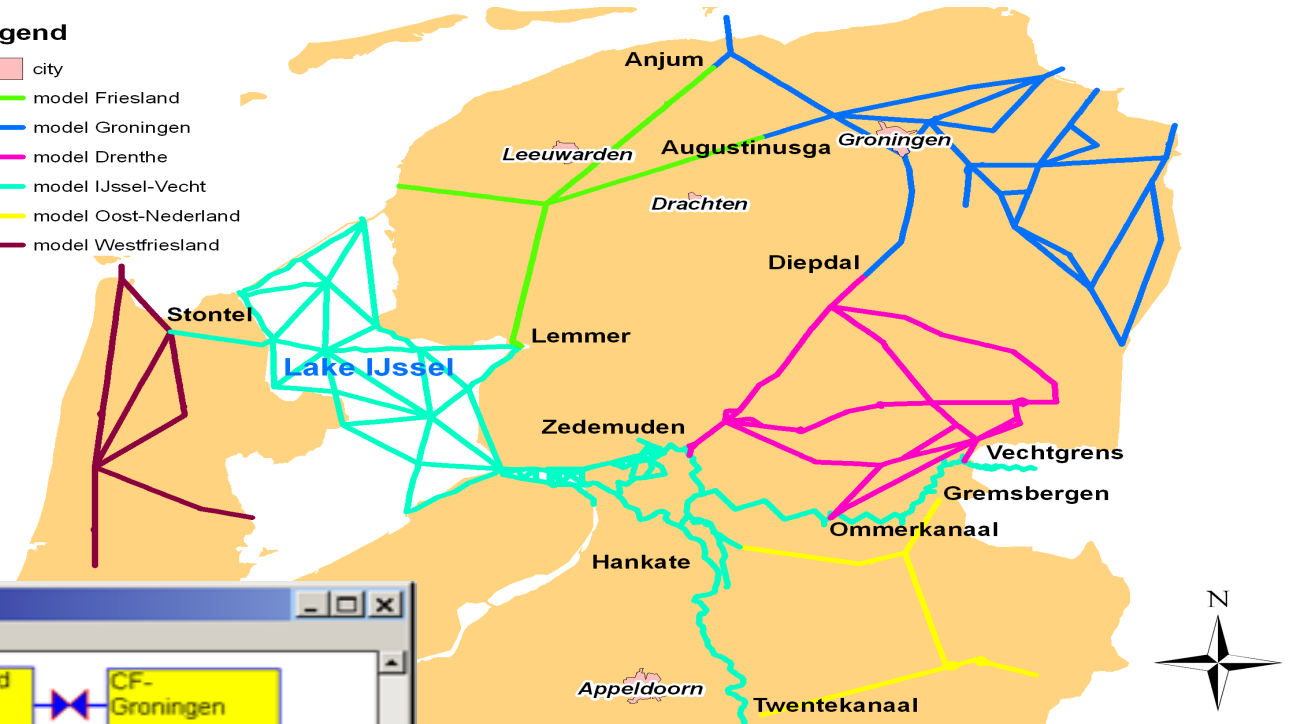 gend
city
model Friesland
model Groningen
model Drenthe
model IJssel-Vecht
model Oost-Nederland
model Westfriesland
Anjum
Leeuwarden
Augustinusga
Groningen
Drachten
Diepdal
Stontel
Lemmer
Lake IJssel
Zedemuden
Vechtgrens
Gremsbergen
Ommerkanaal
Hankate
N
d
CF-
Groningen
Appeldoorn
Twentekanaal